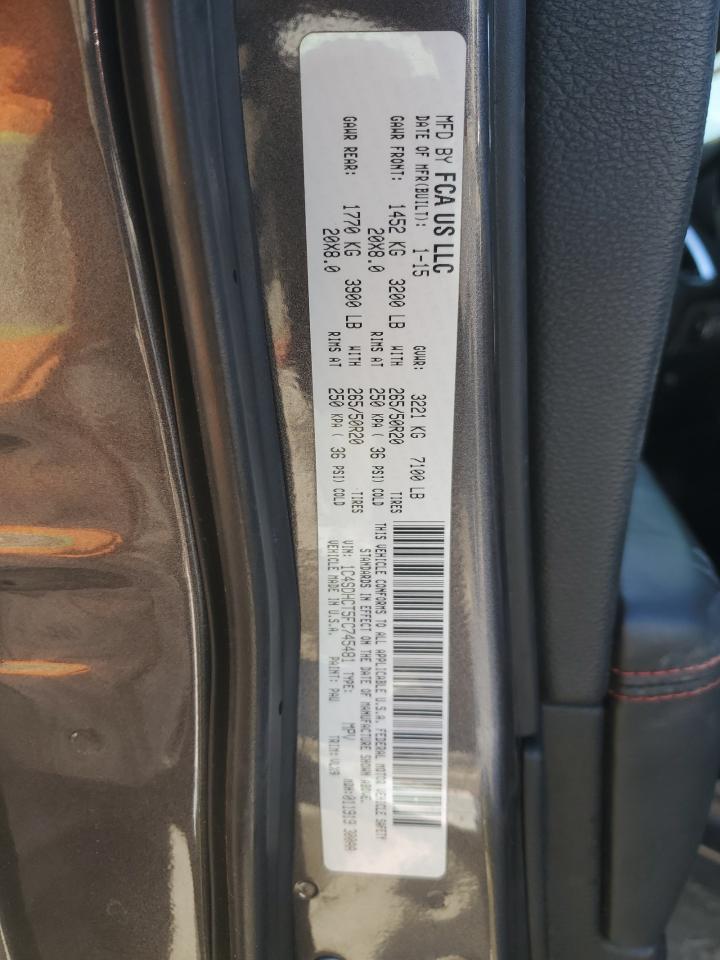 MFD BY FCA US LLC
DATE OF MFR(BUILT): 1-15 GVWR: 3221 KG 7100 LB
GAWR FRONT: 1452 KG 3200 LB WITH 265/50R20 TIRES
20X8.0 RIMS AT 250 KPA ( 36 PSI) COLD
GAWR REAR: 1770 KG 3900 LB WITH 265/50R20 TIRES
20X8.0 RIMS AT 250 KPA ( 36 PSI) COLD
THIS VEHICLE CONFORMS TO ALL APPLICABLE U.S.A. FEDERAL MOTOR VEHICLE SAFETY
STANDARDS IN EFFECT ON THE DATE OF MANUFACTURE SHOWN ABOVE.
VIN: 1C4SDHCT5FC745481 TYPE: MPV
VEHICLE MADE IN U.S.A. PAINT: PAU TRIM: